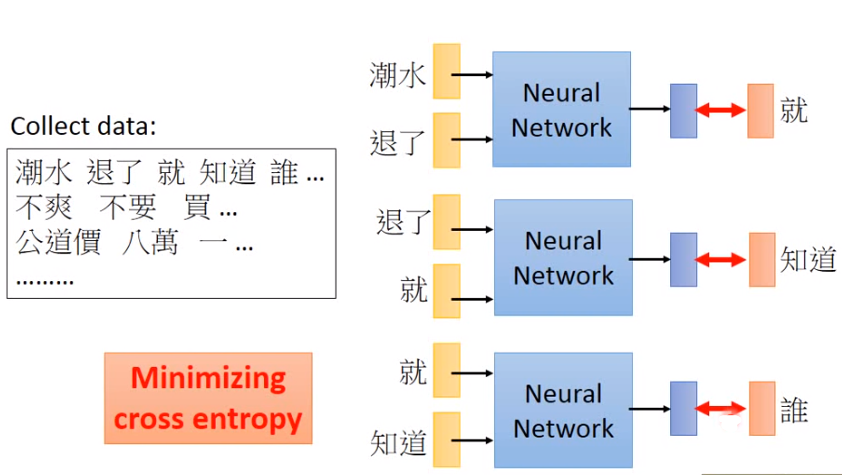 Collect data:
潮水 退了 就 知道 誰 ...
不爽 不要 買 ...
公道價 八萬 一 ...
………
Minimizing
cross entropy
潮水
退了
Neural
Network
就
退了
就
Neural
Network
知道
就
知道
Neural
Network
誰